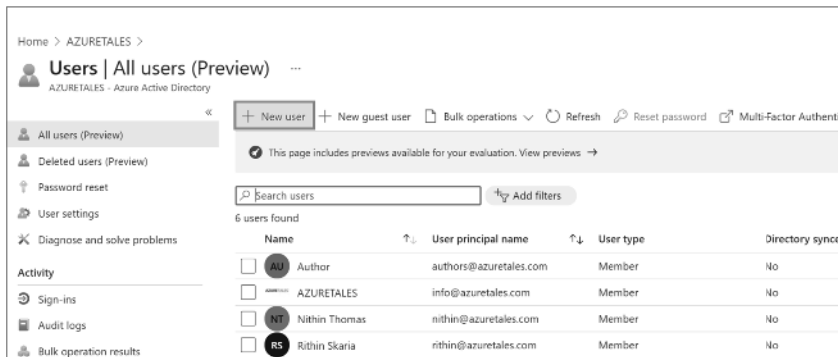 Home > AZURETALES >
Users | All users (Preview) ...
AZURETALES - Azure Active Directory
«
+ New user + New guest user Bulk operations Refresh Reset password Multi-Factor Authenti
All users (Preview)
Deleted users (Preview)
Password reset
User settings
Diagnose and solve problems
Activity
Sign-ins
Audit logs
Bulk operation results
This page includes previews available for your evaluation. View previews →
Search users Add filters
6 users found
Name ↑↓ User principal name ↑↓ User type Directory synce
AU Author authors@azuretales.com Member No
AZURETALES info@azuretales.com Member No
NT Nithin Thomas nithin@azuretales.com Member No
RS Rithin Skaria rithin@azuretales.com Member No